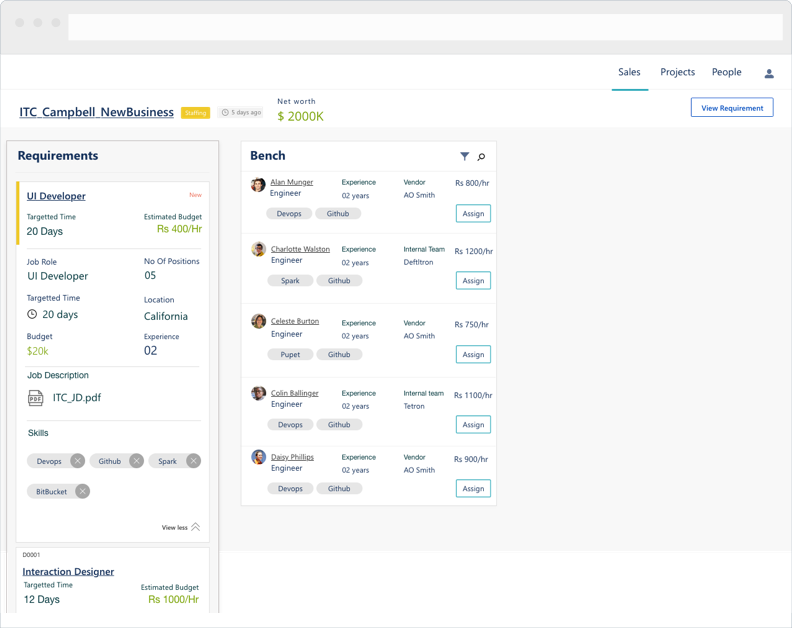 Sales Projects People
ITC_Campbell_NewBusiness Staffing 5 days ago
Net worth
$ 2000K
View Requirement
Requirements
UI Developer New
Targetted Time Estimated Budget
20 Days Rs 400/Hr
Job Role No Of Positions
UI Developer 05
Targetted Time Location
20 days California
Budget Experience
$20k 02
Job Description
PDF ITC_JD.pdf
Skills
Devops Github Spark
BitBucket
View less
D0001
Interaction Designer
Targetted Time Estimated Budget
12 Days Rs 1000/Hr
Bench
Alan Munger Experience Vendor Rs 800/hr
Engineer 02 years AO Smith
Devops Github Assign
Charlotte Walston Experience Internal Team Rs 1200/hr
Engineer 02 years Deftltron
Spark Github Assign
Celeste Burton Experience Vendor Rs 750/hr
Engineer 02 years AO Smith
Pupet Github Assign
Colin Ballinger Experience Internal team Rs 1100/hr
Engineer 02 years Tetron
Devops Github Assign
Daisy Phillips Experience Vendor Rs 900/hr
Engineer 02 years AO Smith
Devops Github Assign